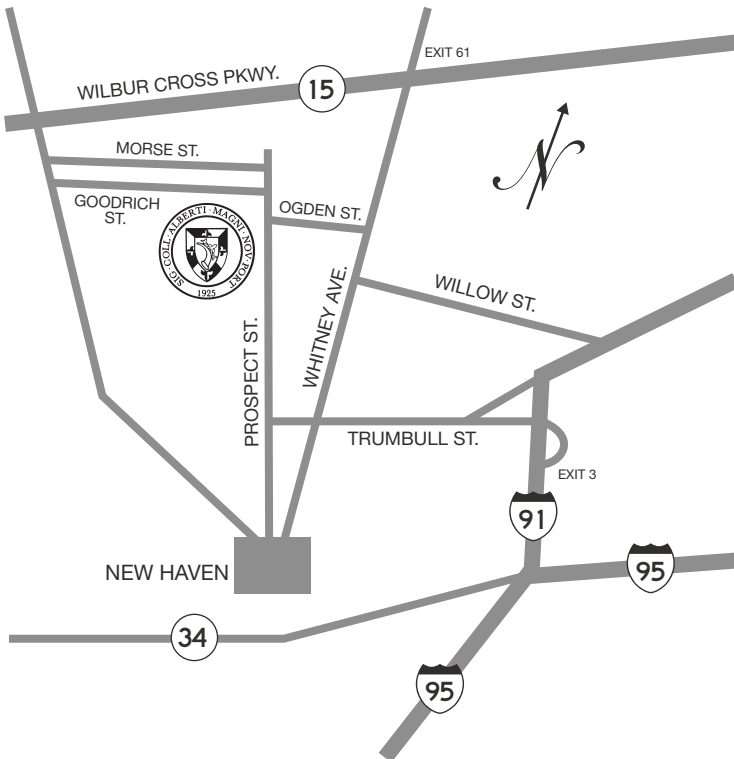 EXIT 61
WILBUR CROSS PKWY.
15
MORSE ST.
N
GOODRICH
ST.
OGDEN ST.
SIG·COLL·ALBERTI·MAGNI·NOV·PORT
1925
WILLOW ST.
WHITNEY AVE.
PROSPECT ST.
TRUMBULL ST.
EXIT 3
91
NEW HAVEN
95
34
95